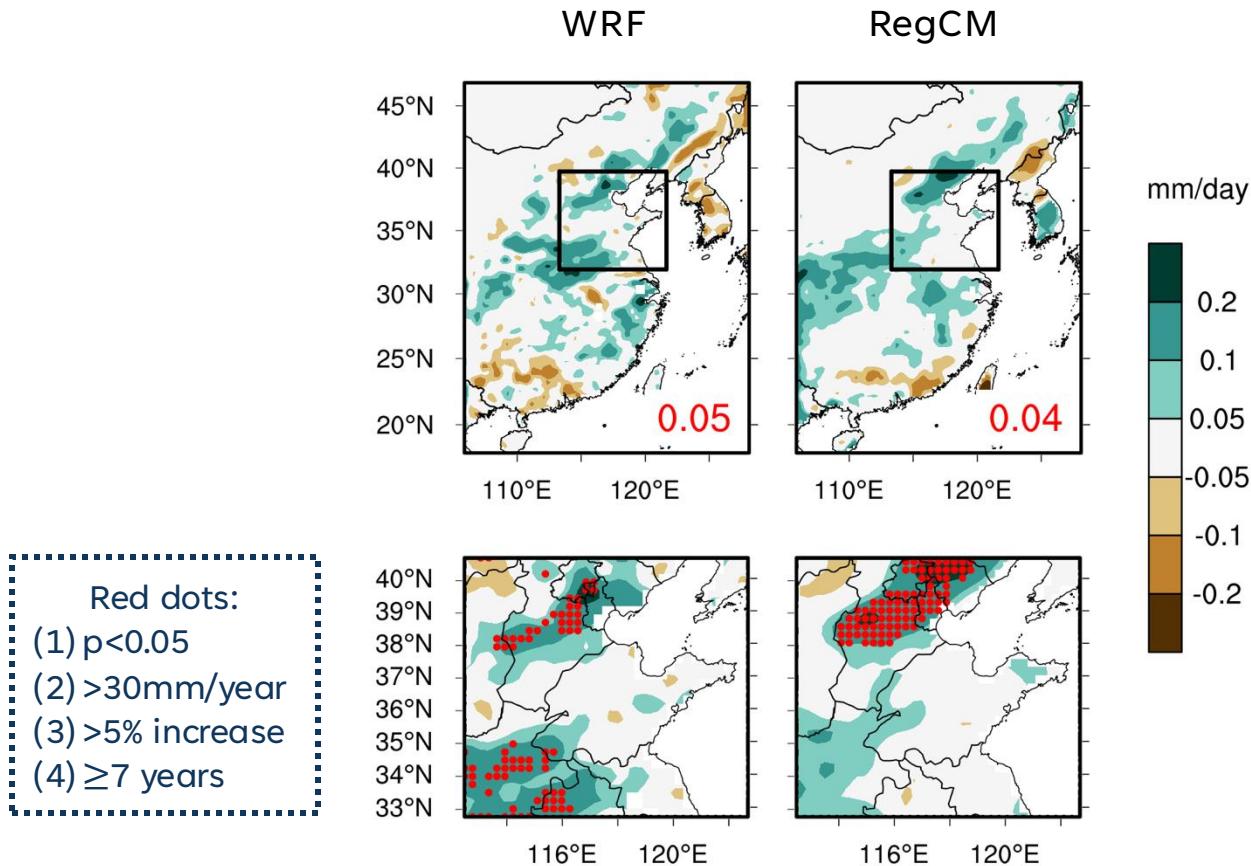 WRF RegCM
45°N
40°N
35°N
30°N
25°N
20°N
0.05 0.04
110°E 120°E 110°E 120°E
mm/day
0.2
0.1
0.05
-0.05
-0.1
-0.2
Red dots:
(1) p<0.05
(2) >30mm/year
(3) >5% increase
(4) ≥7 years
40°N
39°N
38°N
37°N
36°N
35°N
34°N
33°N
116°E 120°E 116°E 120°E